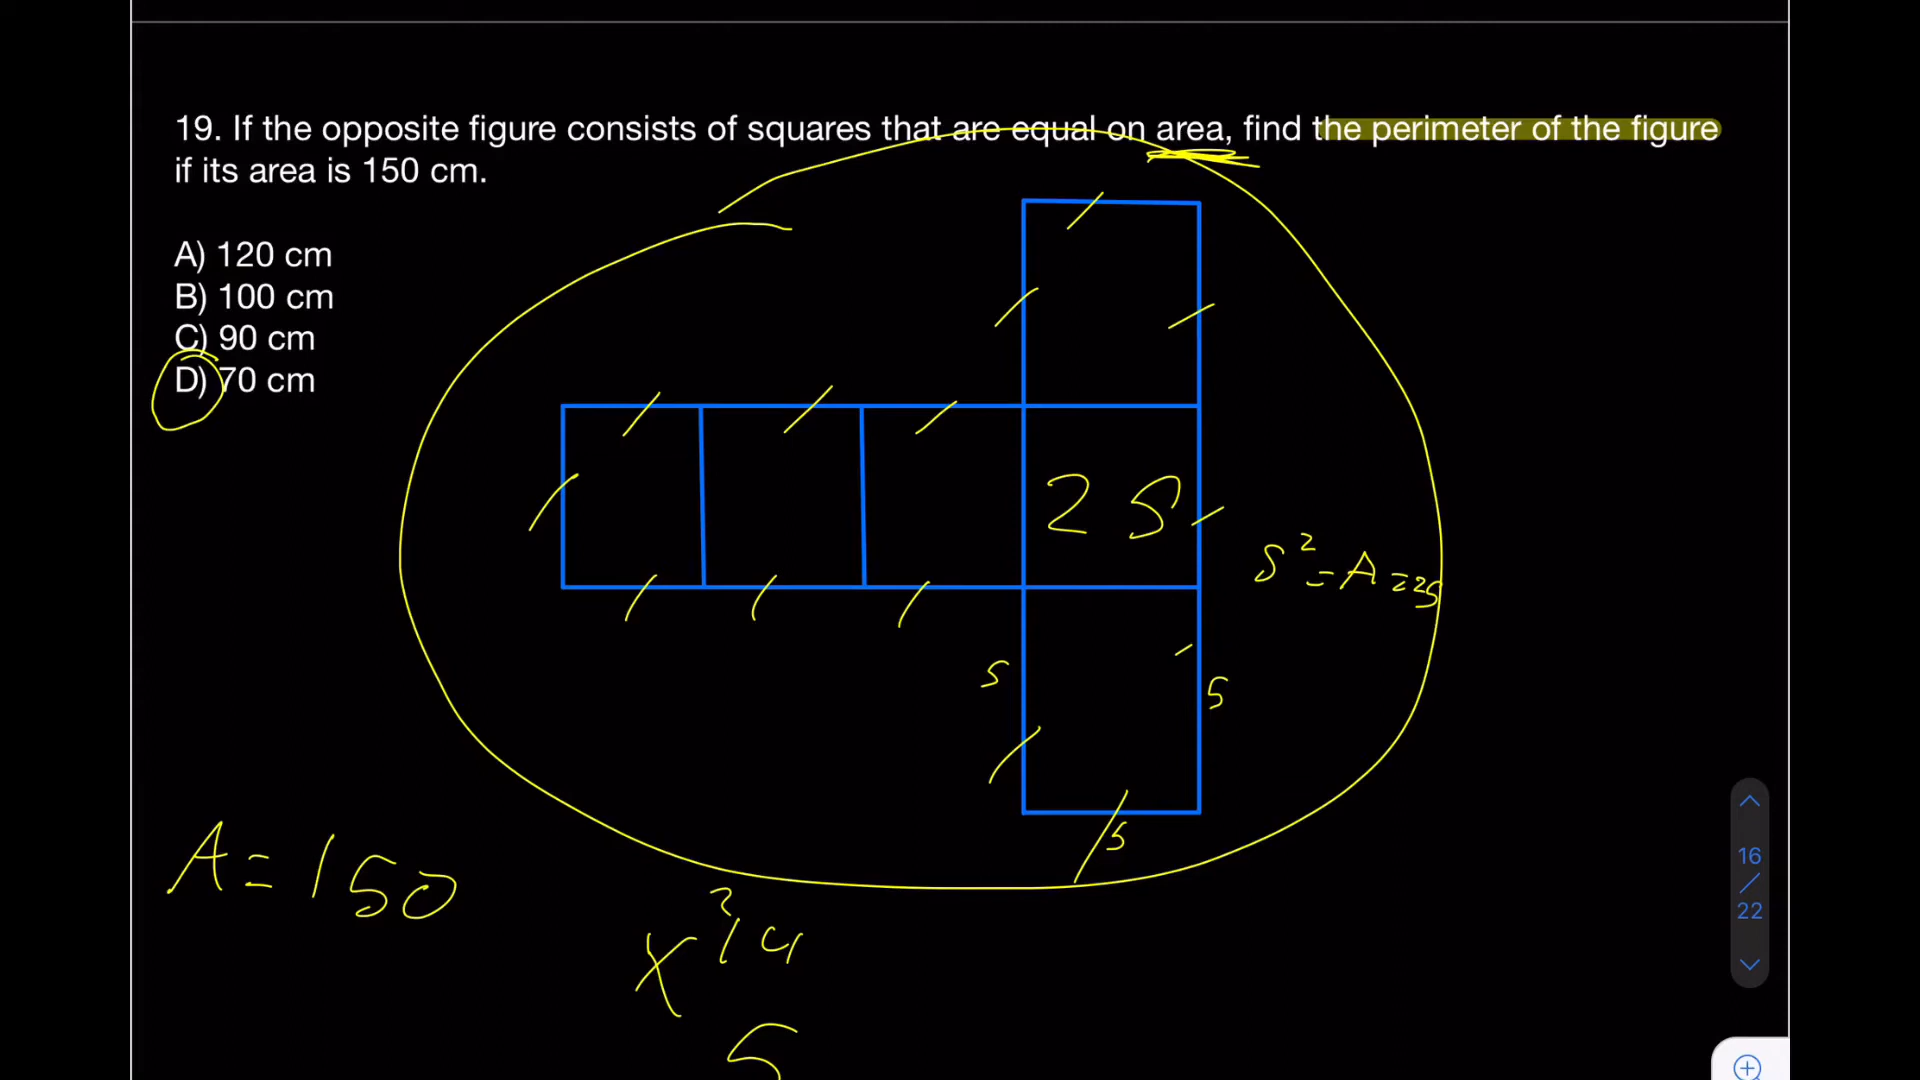 19. If the opposite figure consists of squares that are equal on area, find the perimeter of the figure
if its area is 150 cm.
A) 120 cm
B) 100 cm
C) 90 cm
D) 70 cm
25
S² = A = 25
5
5
5
A = 150
x
14
5
16
/
22